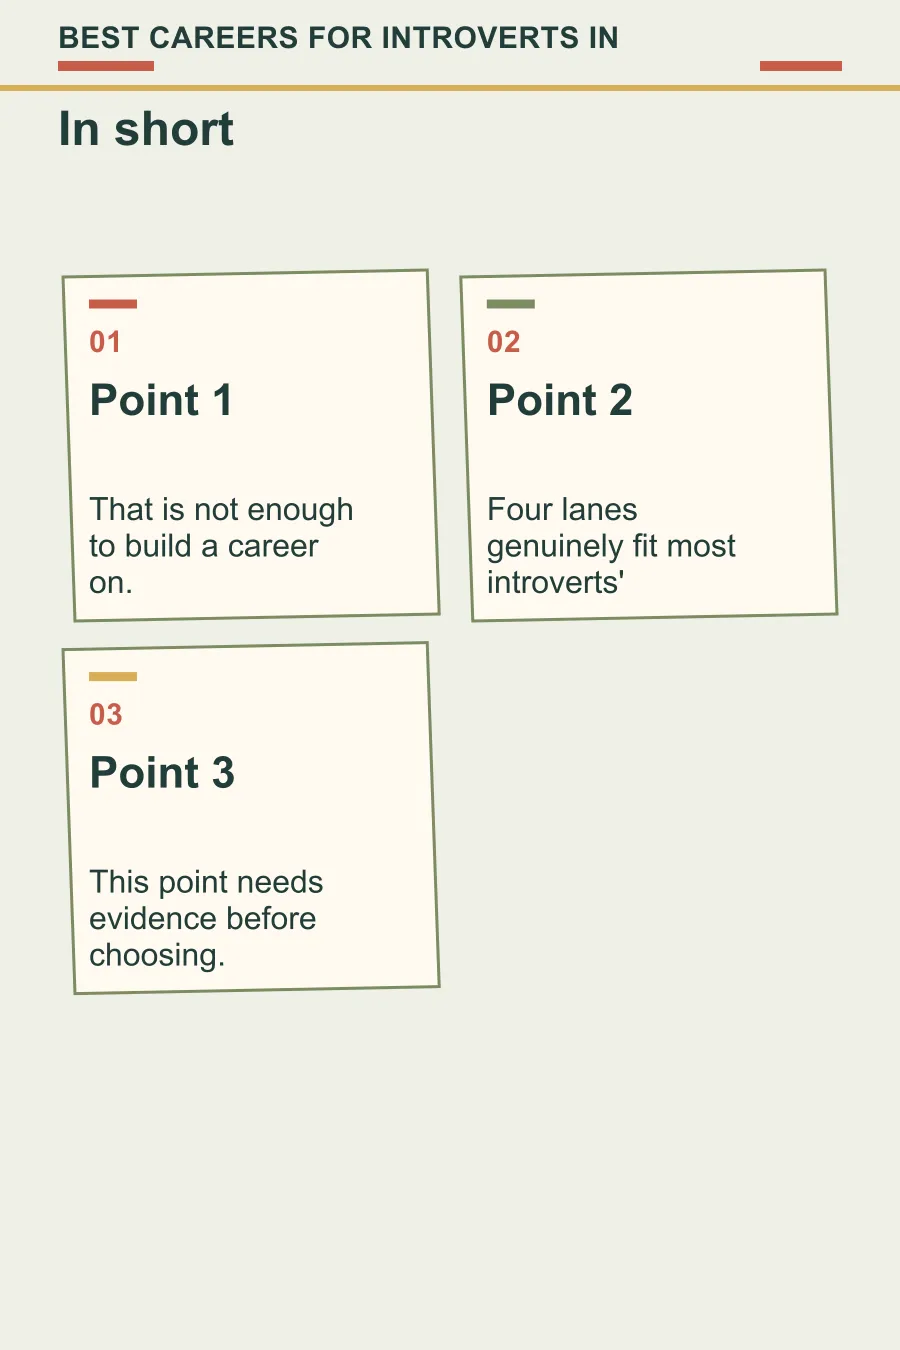 BEST CAREERS FOR INTROVERTS IN
In short
01
Point 1
That is not enough
to build a career
on.
02
Point 2
Four lanes
genuinely fit most
introverts'
03
Point 3
This point needs
evidence before
choosing.